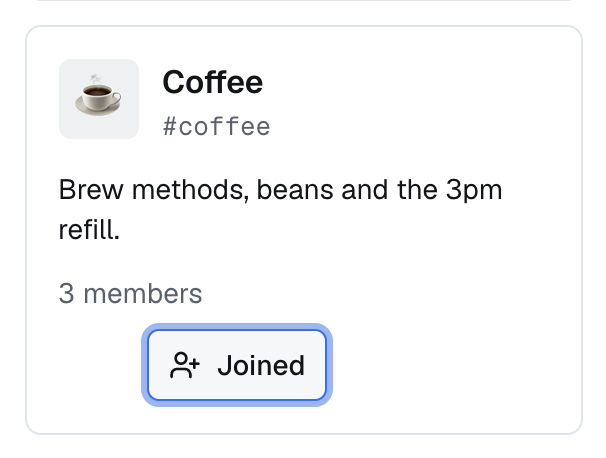 Coffee
#coffee
Brew methods, beans and the 3pm
refill.
3 members
Joined